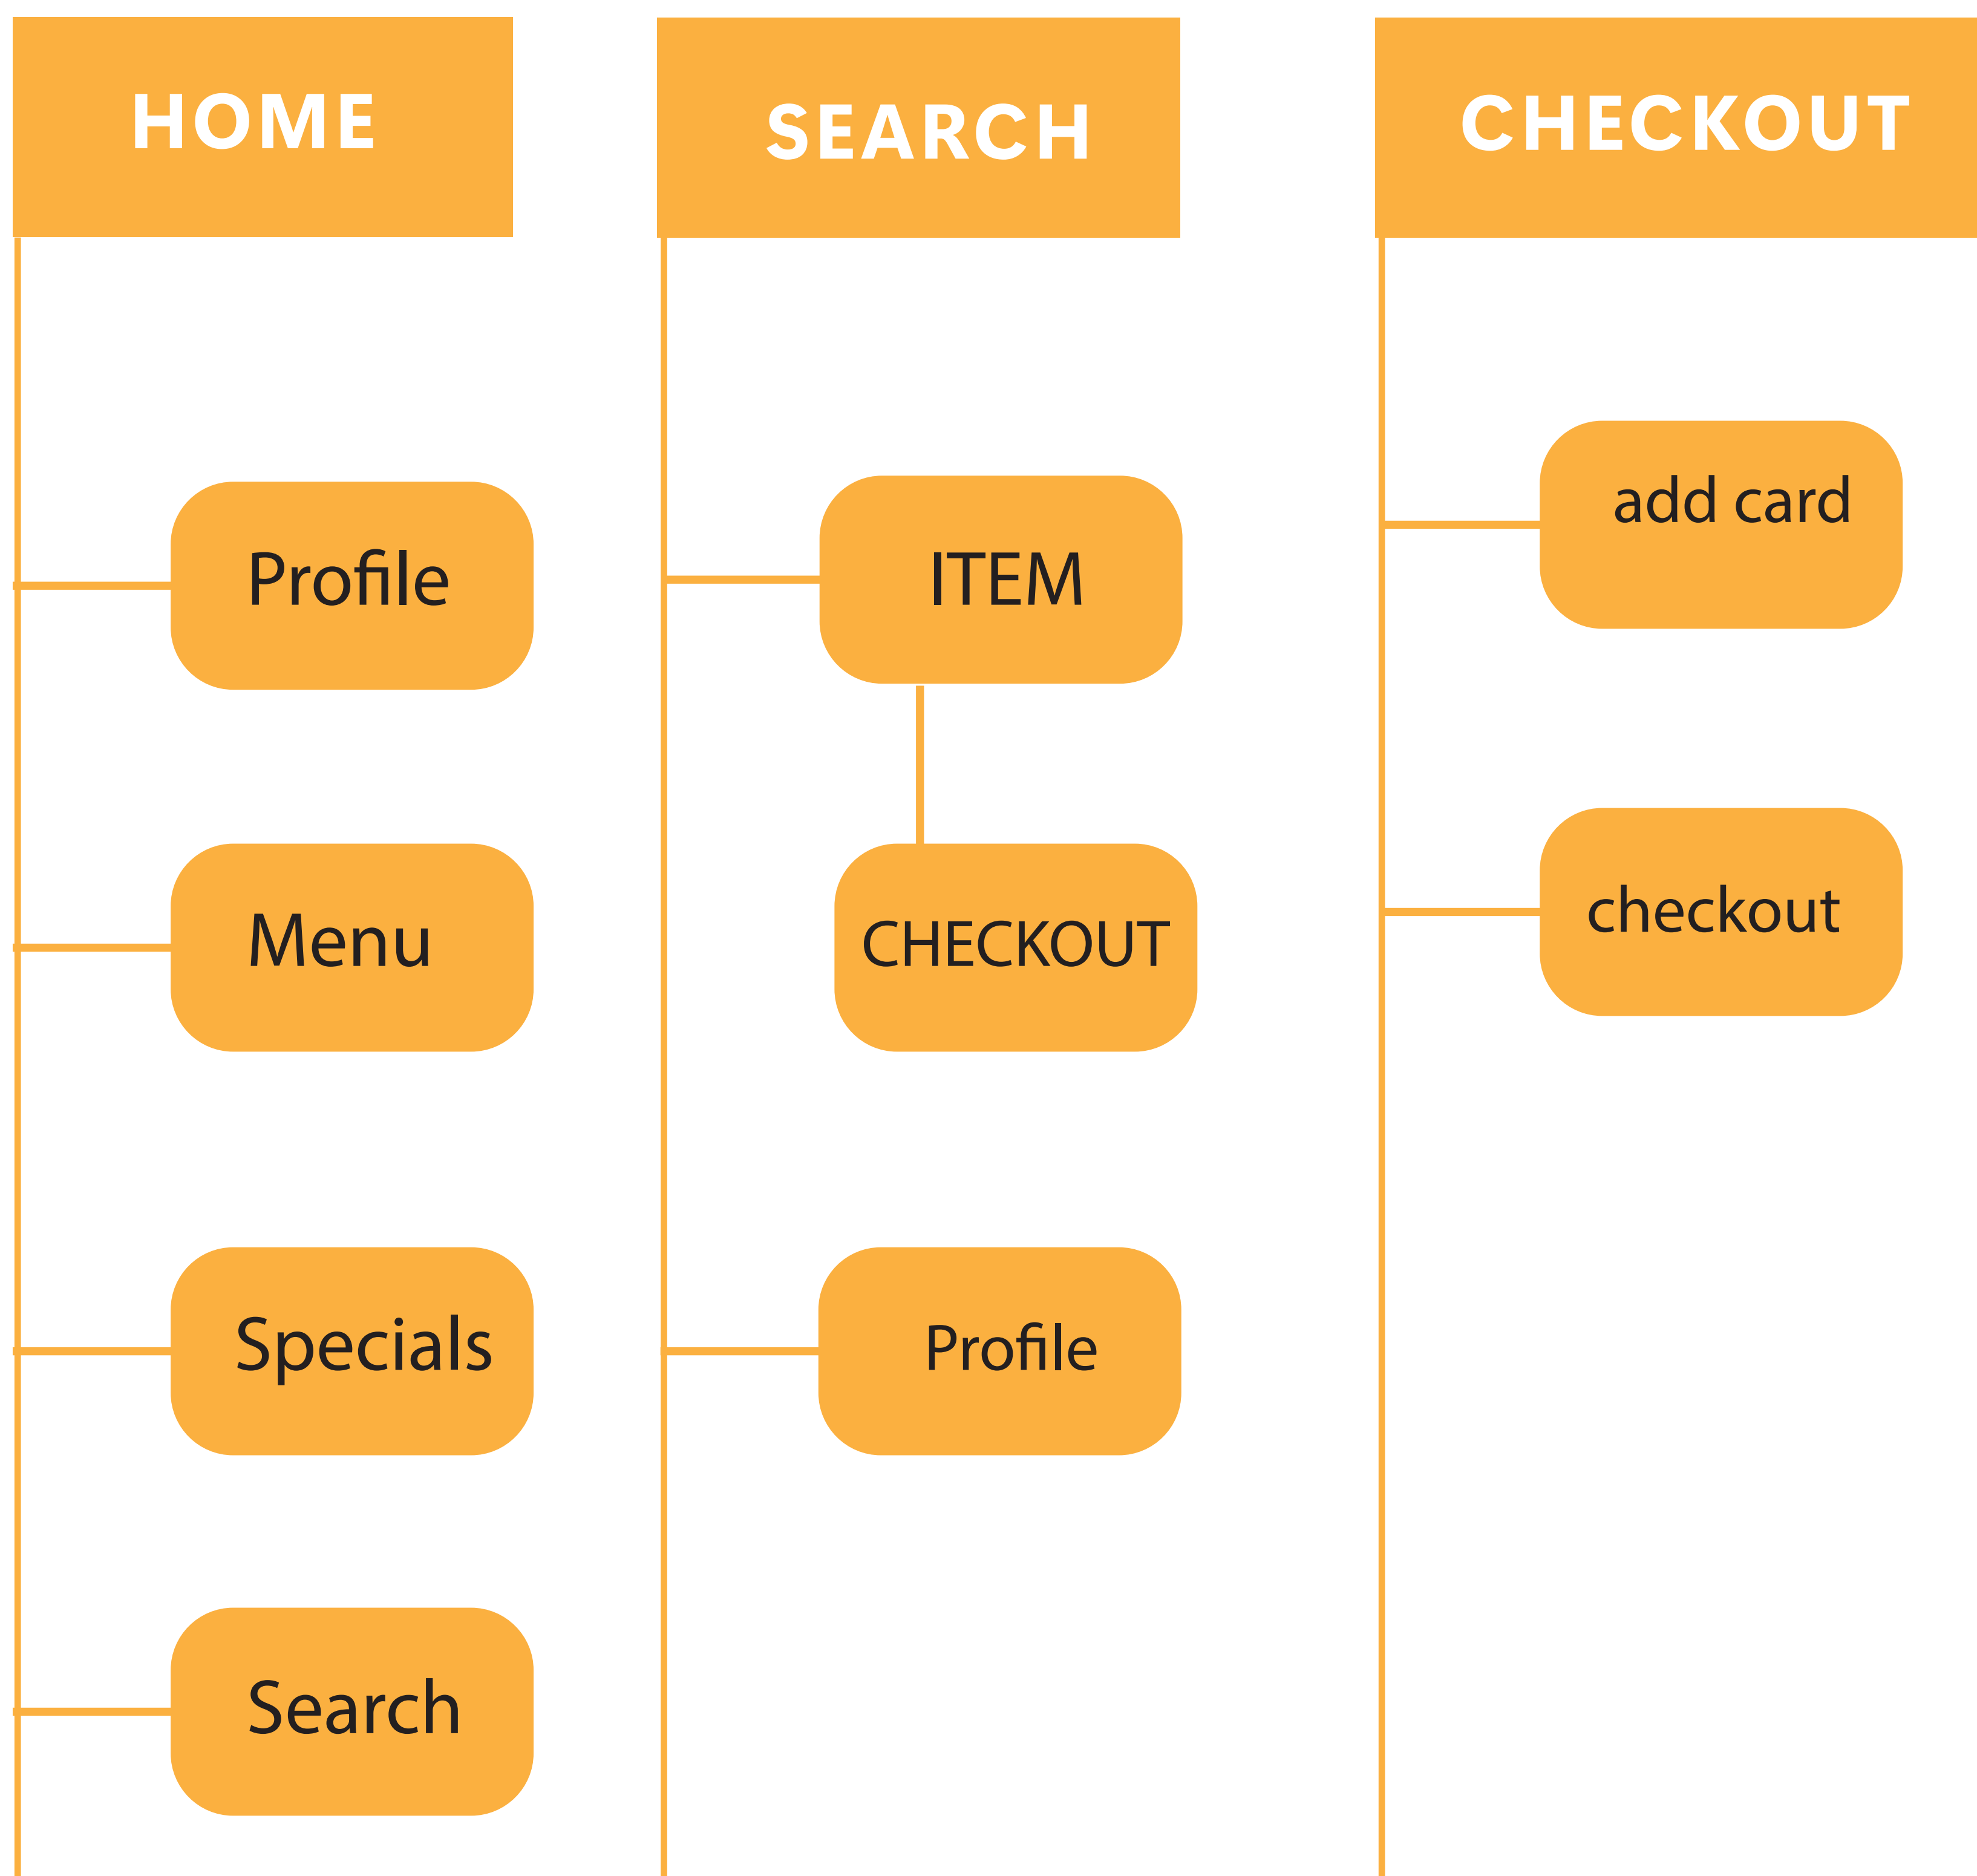 HOME
Profile
Menu
Specials
Search
SEARCH
ITEM
CHECKOUT
Profile
CHECKOUT
add card
checkout